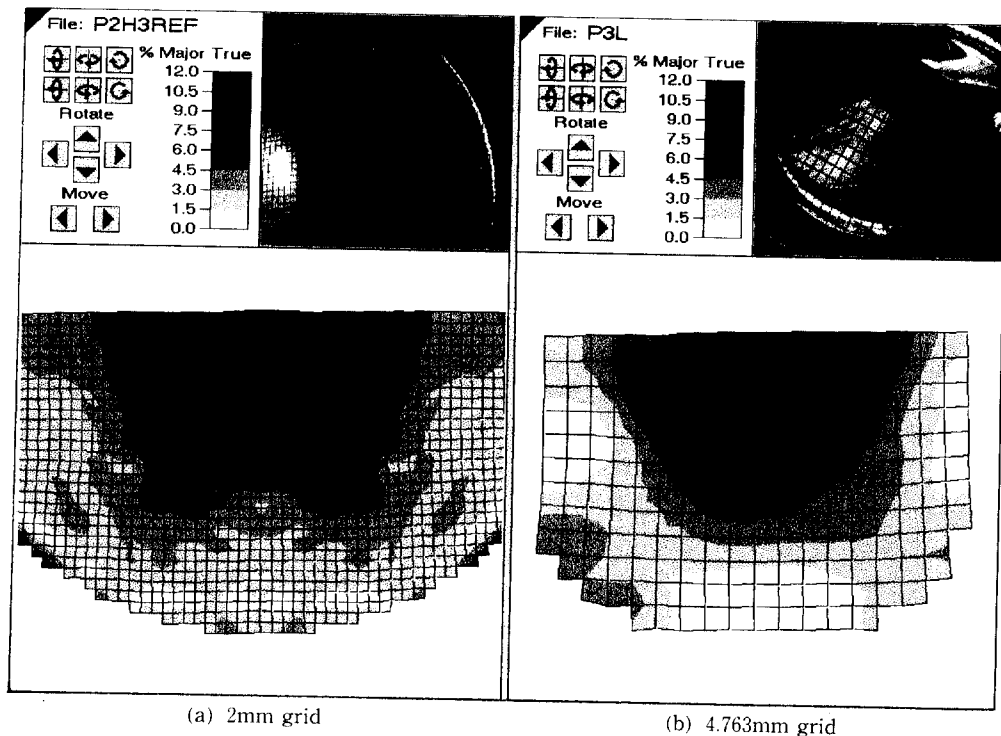 File: P2H3REF
% Major True
12.0
10.5
9.0
7.5
6.0
4.5
3.0
1.5
0.0
Rotate
Move
File: P3L
% Major True
12.0
10.5
9.0
7.5
6.0
4.5
3.0
1.5
0.0
Rotate
Move
(a) 2mm grid
(b) 4.763mm grid